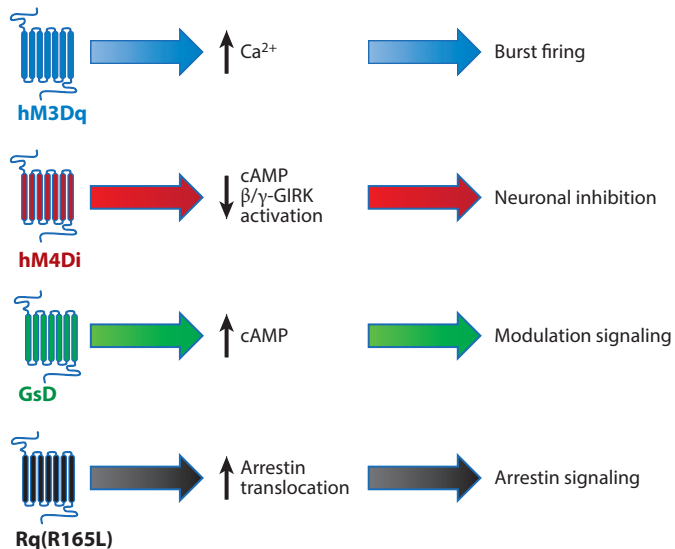 Ca²⁺
Burst firing
hM3Dq
cAMP
β/γ-GIRK
activation
Neuronal inhibition
hM4Di
cAMP
Modulation signaling
GsD
Arrestin
translocation
Arrestin signaling
Rq(R165L)